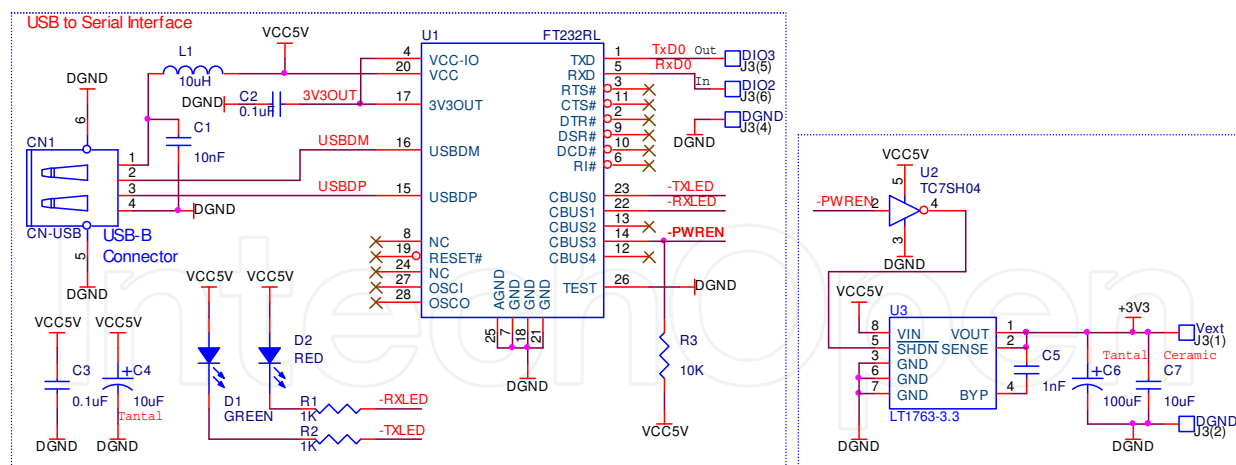 USB to Serial Interface
VCC5V
U1
FT232RL
L1
10uH
DGND
DGND
C2
0.1uF
3V3OUT
4
VCC-IO
20
VCC
17
3V3OUT
16
USBDM
15
USBDP
8
NC
19
RESET#
24
NC
27
OSCI
28
OSCO
TXD
1
TxD0
Out
DIO3
J3(5)
RXD
5
RxD0
In
DIO2
J3(6)
RTS#
3
CTS#
11
DTR#
2
DSR#
9
DCD#
10
RI#
6
DGND
J3(4)
DGND
CBUS0
23
-TXLED
CBUS1
22
-RXLED
CBUS2
13
CBUS3
14
-PWREN
CBUS4
12
TEST
26
DGND
AGND
GND
GND
GND
25
7
18
21
DGND
6
CN1
C1
10nF
1
2
3
4
USBDM
USBDP
DGND
CN-USB
USB-B
Connector
5
DGND
VCC5V
VCC5V
VCC5V
VCC5V
C3
0.1uF
C4
10uF
Tantal
DGND
DGND
D2
RED
D1
GREEN
R1
1K
-RXLED
R2
1K
-TXLED
R3
10K
VCC5V
VCC5V
U2
TC7SH04
5
-PWREN
2
4
3
DGND
VCC5V
U3
8
VIN
5
SHDN
3
GND
6
GND
7
GND
VOUT
1
SENSE
2
BYP
4
LT1763-3.3
DGND
C5
1nF
+3V3
Tantal
C6
100uF
Ceramic
C7
10uF
Vext
J3(1)
DGND
J3(2)
DGND
IntechOpen